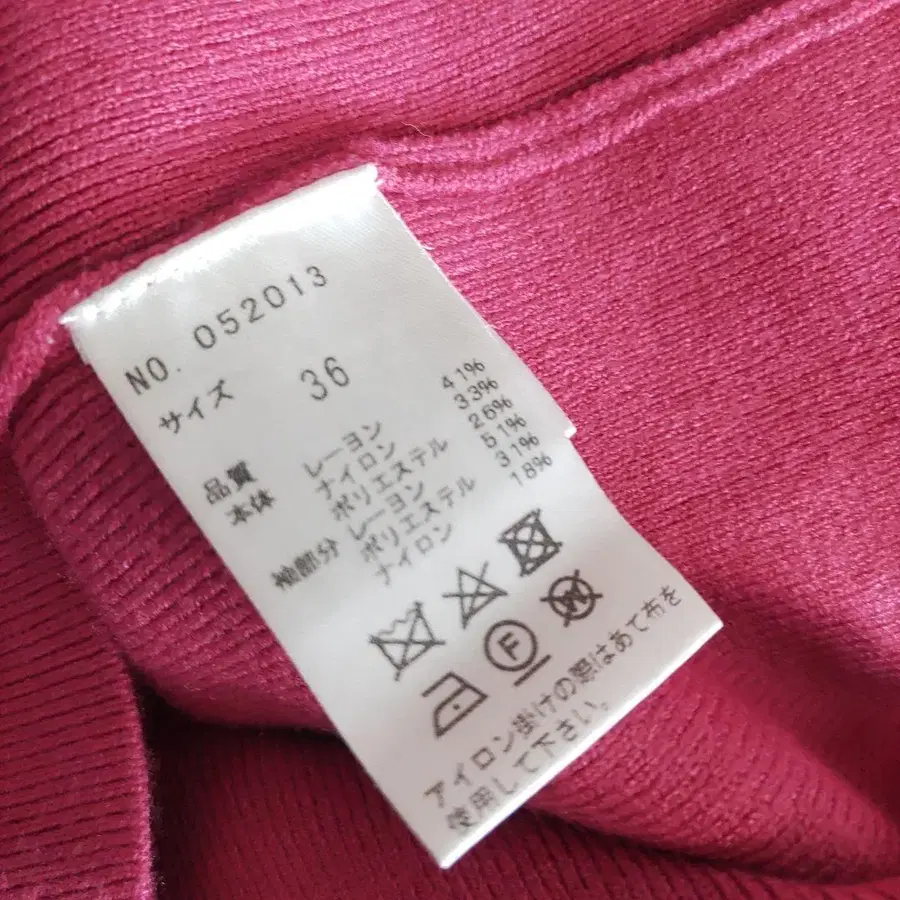 NO. 052013
サイズ 36
品質
本体 レーヨン 41%
ナイロン 33%
ポリエステル 26%
袖部分 レーヨン 51%
ポリエステル 31%
ナイロン 18%
F
W
アイロン掛けの際はあて布を
使用して下さい。